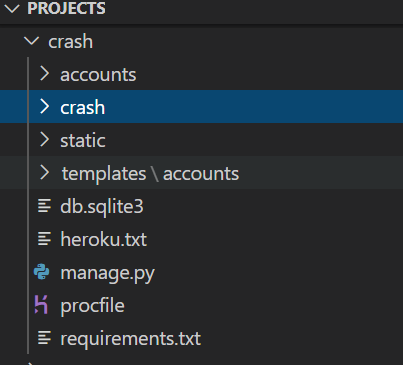 PROJECTS
crash
accounts
crash
static
templates\accounts
db.sqlite3
heroku.txt
manage.py
procfile
requirements.txt